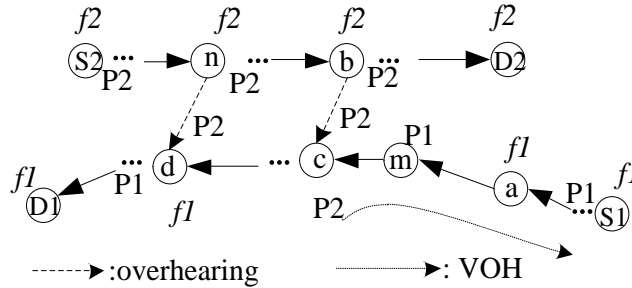 f2 f2 f2 f2
S2 ... n ... b ... D2
P2 P2 P2
P2 P2
P1
... d ... c m f1
f1 P1 a P1 f1
D1 f1 P2 ... S1
:overhearing : VOH